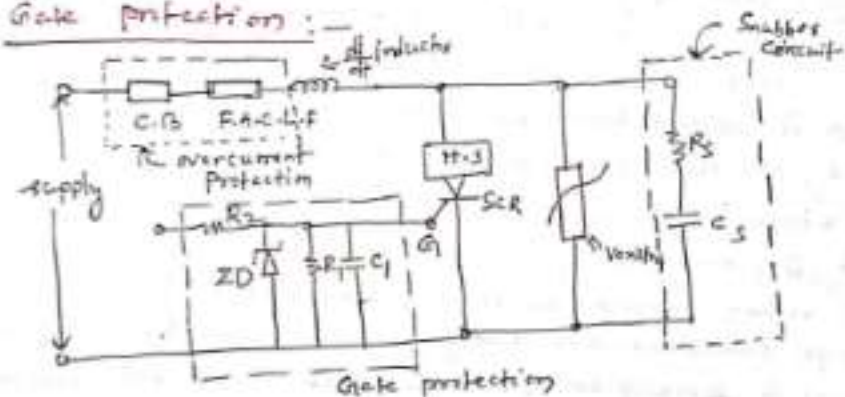 Gate protection :-
di/dt inductor
Snubber
Circuit
C.B
F.A.C.L.F
overcurrent
Protection
supply
H.S
SCR
G
R2
ZD
R1
C1
Varistor
RS
CS
Gate protection